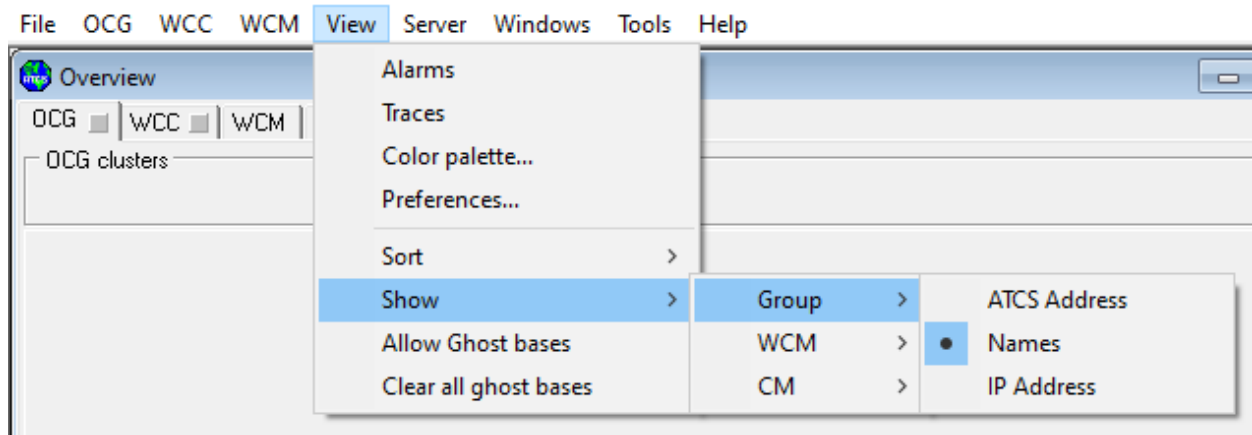 File OCG WCC WCM View Server Windows Tools Help
Overview
OCG WCC WCM
OCG clusters
Alarms
Traces
Color palette...
Preferences...
Sort
Show
Allow Ghost bases
Clear all ghost bases
Group
WCM
CM
ATCS Address
Names
IP Address